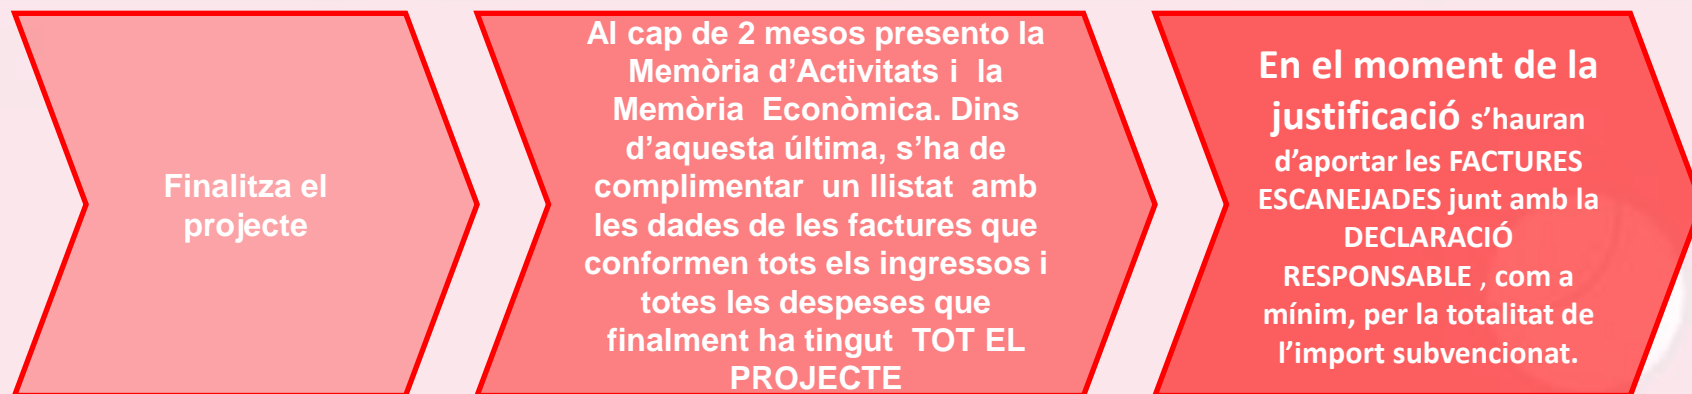 Finalitza el
projecte
Al cap de 2 mesos presento la
Memòria d’Activitats i la
Memòria Econòmica. Dins
d’aquesta última, s’ha de
complimentar un llistat amb
les dades de les factures que
conformen tots els ingressos i
totes les despeses que
finalment ha tingut TOT EL
PROJECTE
En el moment de la
justificació s’hauran
d’aportar les FACTURES
ESCANEJADES junt amb la
DECLARACIÓ
RESPONSABLE , com a
mínim, per la totalitat de
l’import subvencionat.